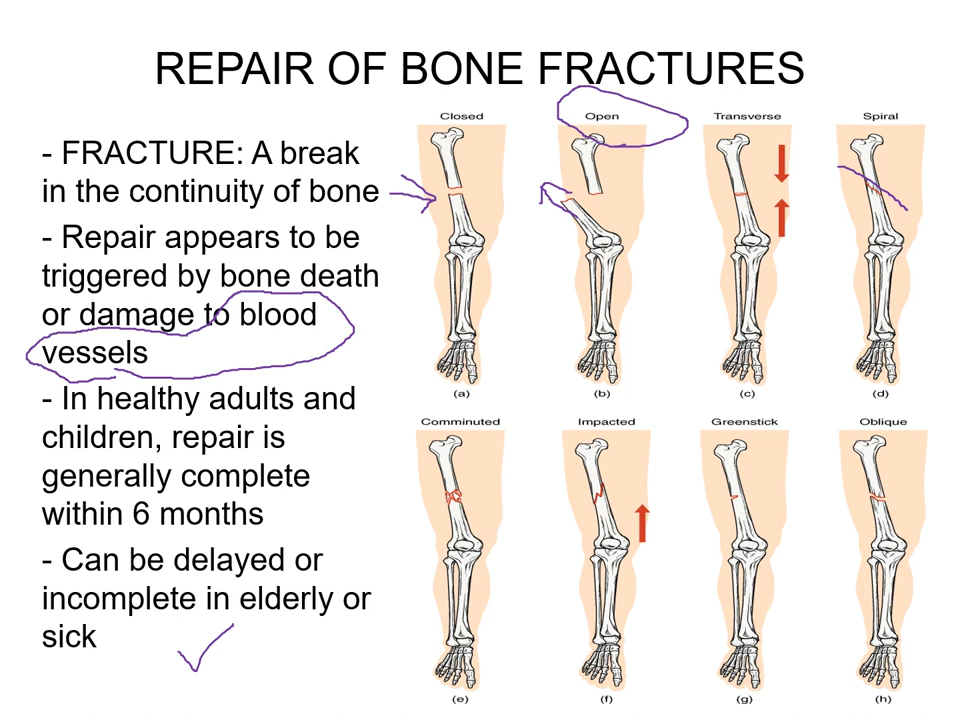 REPAIR OF BONE FRACTURES
- FRACTURE: A break
in the continuity of bone
- Repair appears to be
triggered by bone death
or damage to blood
vessels
- In healthy adults and
children, repair is
generally complete
within 6 months
- Can be delayed or
incomplete in elderly or
sick
Closed Open Transverse Spiral
(a) (b) (c) (d)
Comminuted Impacted Greenstick Oblique
(e) (f) (g) (h)